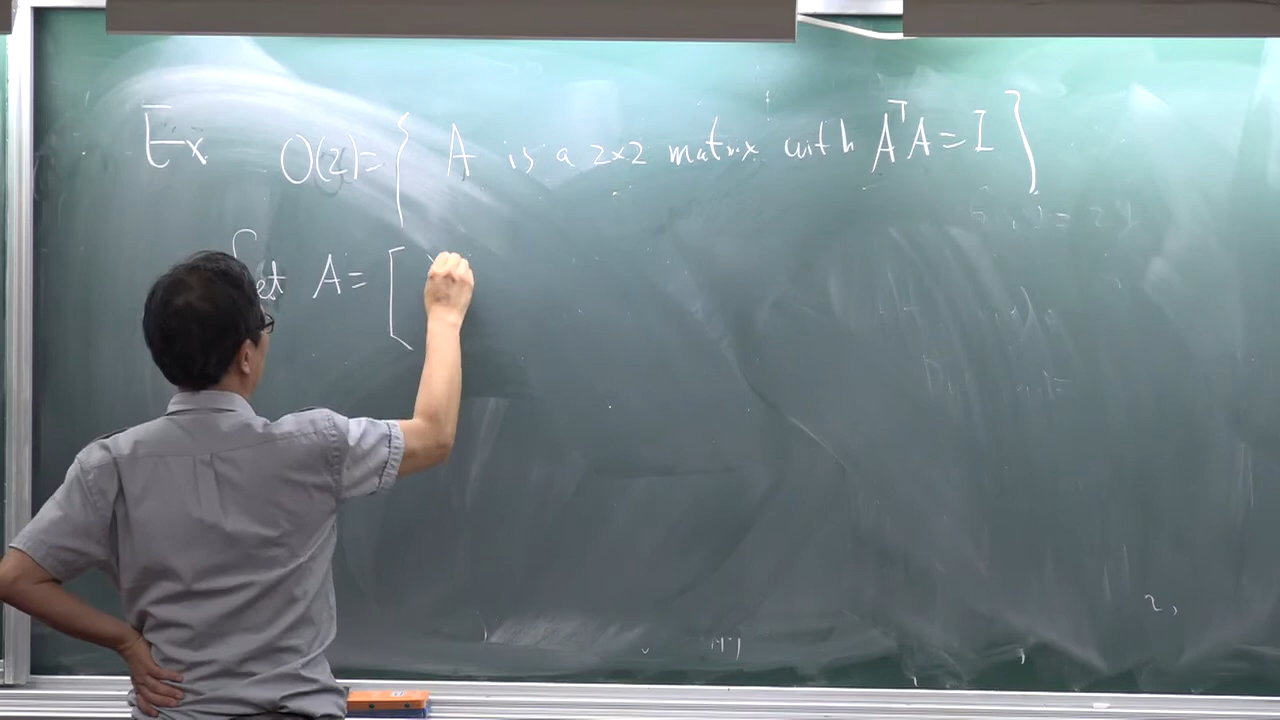 Ex O(2) = { A is a 2×2 matrix with AᵀA = I }
Let A = [